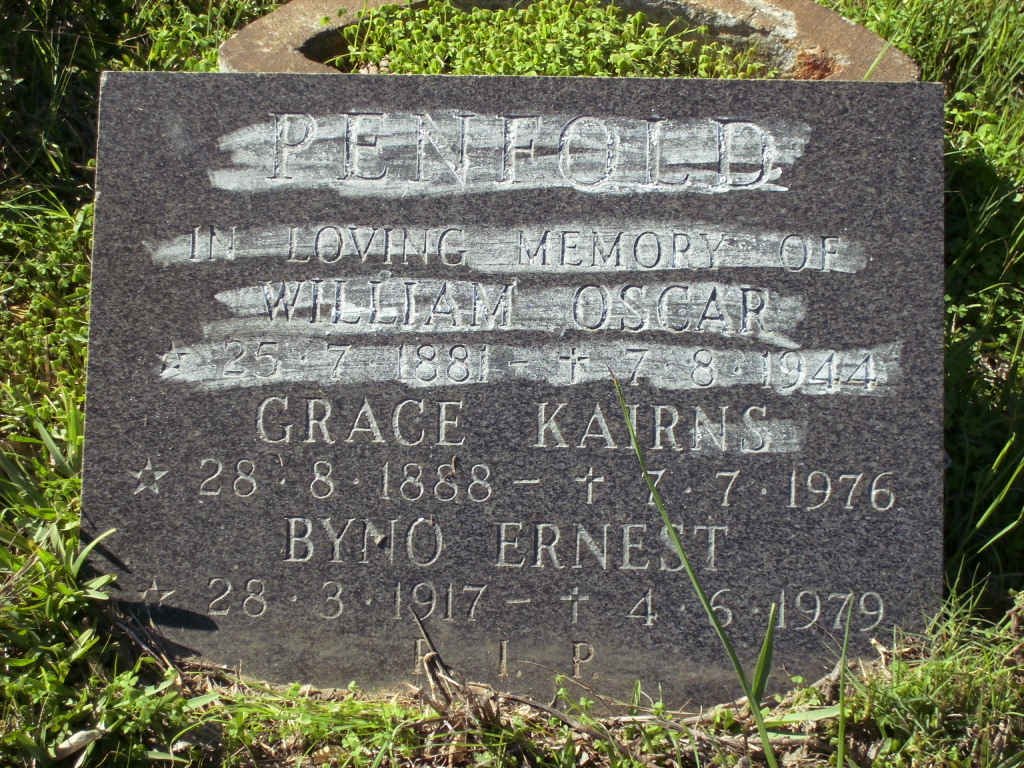 PENFOLD
IN LOVING MEMORY OF
WILLIAM OSCAR
☆ 25 · 7 · 1881 – ✝ 7 · 8 · 1944
GRACE KAIRNS
☆ 28 · 8 · 1888 – ✝ 7 · 7 · 1976
BYNO ERNEST
☆ 28 · 3 · 1917 – ✝ 4 · 6 · 1979
R. I. P.